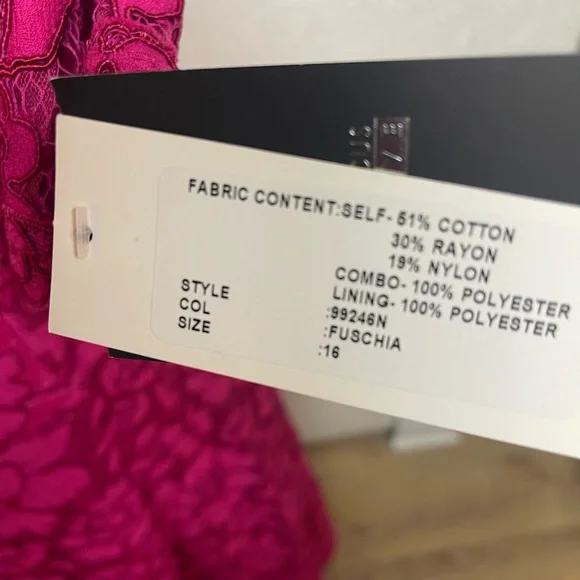 FABRIC CONTENT:SELF- 51% COTTON
30% RAYON
19% NYLON
COMBO- 100% POLYESTER
LINING- 100% POLYESTER
STYLE :99246N
COL :FUSCHIA
SIZE :16